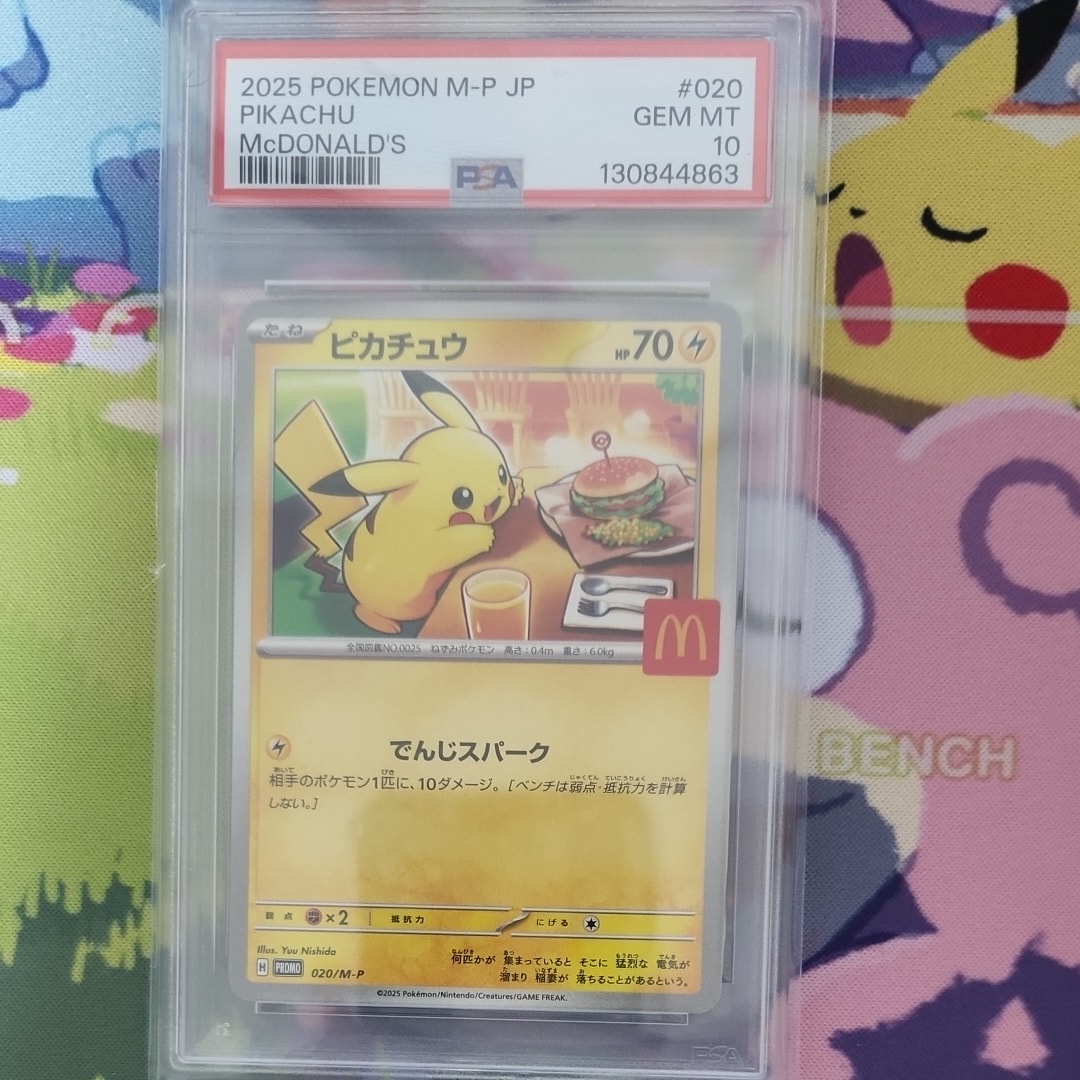 2025 POKEMON M-P JP #020
PIKACHU GEM MT
McDONALD'S 10
PSA 130844863
たね ピカチュウ HP70
全国図鑑NO.0025 ねずみポケモン 高さ:0.4m 重さ:6.0kg
でんじスパーク
相手のポケモン1匹に、10ダメージ。[ベンチは弱点・抵抗力を計算
しない。]
弱点 ×2 抵抗力 にげる
Illus. Yuu Nishida
何匹かが 集まっていると そこに 猛烈な 電気が
H PROMO 020/M-P
溜まり 稲妻が 落ちることがあるという。
©2025 Pokémon/Nintendo/Creatures/GAME FREAK.
BENCH
PSA